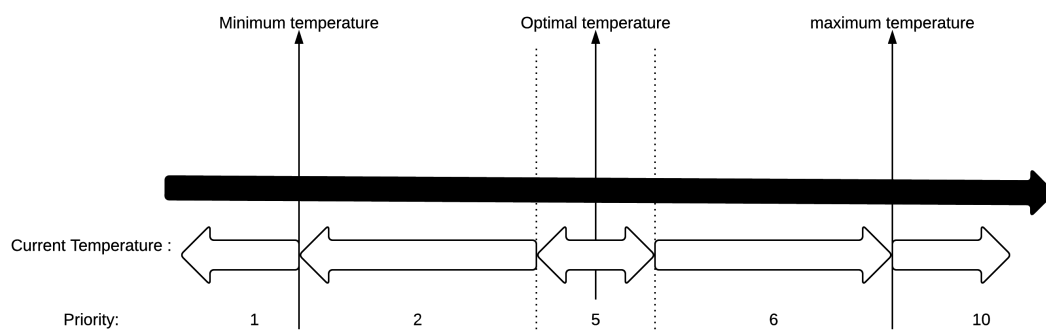 Minimum temperature Optimal temperature maximum temperature
Current Temperature :
Priority: 1 2 5 6 10